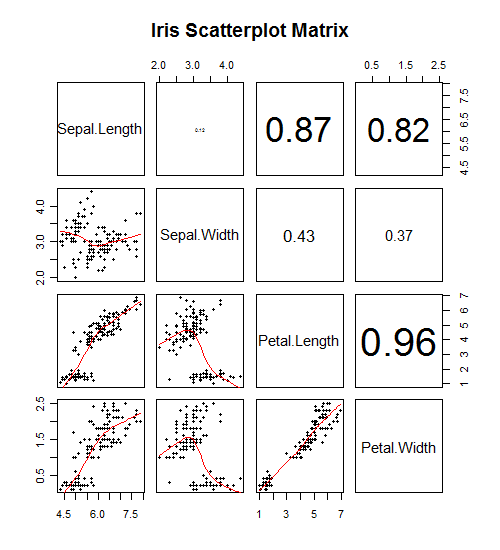 Iris Scatterplot Matrix
2.0 3.0 4.0
0.5 1.5 2.5
Sepal.Length
0.12
0.87
0.82
4.5 5.5 6.5 7.5
2.0 3.0 4.0
Sepal.Width
0.43
0.37
Petal.Length
0.96
1 2 3 4 5 6 7
0.5 1.5 2.5
Petal.Width
4.5 6.0 7.5
1 3 5 7